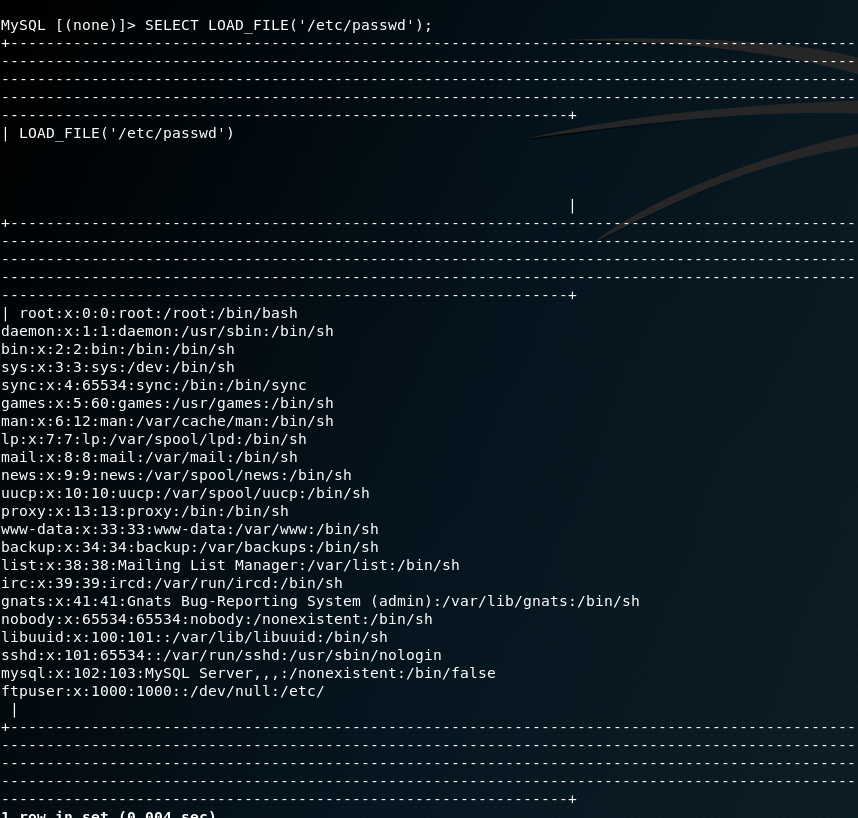 MySQL [(none)]> SELECT LOAD_FILE('/etc/passwd');
+-----------------------------------------------------------------------------------------------
-----------------------------------------------------------------------------------------------
-----------------------------------------------------------------------------------------------
-----------------------------------------------------------------------------------------------
---------------------------------------------------------------+
| LOAD_FILE('/etc/passwd')
|
+-----------------------------------------------------------------------------------------------
-----------------------------------------------------------------------------------------------
-----------------------------------------------------------------------------------------------
-----------------------------------------------------------------------------------------------
---------------------------------------------------------------+
| root:x:0:0:root:/root:/bin/bash
daemon:x:1:1:daemon:/usr/sbin:/bin/sh
bin:x:2:2:bin:/bin:/bin/sh
sys:x:3:3:sys:/dev:/bin/sh
sync:x:4:65534:sync:/bin:/bin/sync
games:x:5:60:games:/usr/games:/bin/sh
man:x:6:12:man:/var/cache/man:/bin/sh
lp:x:7:7:lp:/var/spool/lpd:/bin/sh
mail:x:8:8:mail:/var/mail:/bin/sh
news:x:9:9:news:/var/spool/news:/bin/sh
uucp:x:10:10:uucp:/var/spool/uucp:/bin/sh
proxy:x:13:13:proxy:/bin:/bin/sh
www-data:x:33:33:www-data:/var/www:/bin/sh
backup:x:34:34:backup:/var/backups:/bin/sh
list:x:38:38:Mailing List Manager:/var/list:/bin/sh
irc:x:39:39:ircd:/var/run/ircd:/bin/sh
gnats:x:41:41:Gnats Bug-Reporting System (admin):/var/lib/gnats:/bin/sh
nobody:x:65534:65534:nobody:/nonexistent:/bin/sh
libuuid:x:100:101::/var/lib/libuuid:/bin/sh
sshd:x:101:65534::/var/run/sshd:/usr/sbin/nologin
mysql:x:102:103:MySQL Server,,,:/nonexistent:/bin/false
ftpuser:x:1000:1000::/dev/null:/etc/
|
+-----------------------------------------------------------------------------------------------
-----------------------------------------------------------------------------------------------
-----------------------------------------------------------------------------------------------
-----------------------------------------------------------------------------------------------
---------------------------------------------------------------+
1 row in set (0.004 sec)